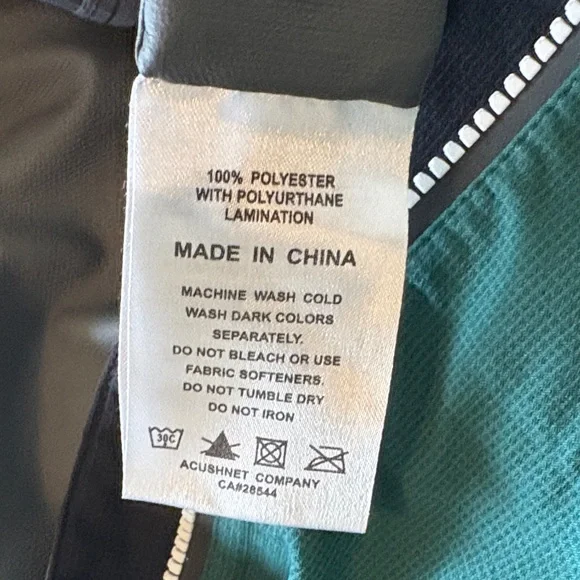 100% POLYESTER
WITH POLYURTHANE
LAMINATION
MADE IN CHINA
MACHINE WASH COLD
WASH DARK COLORS
SEPARATELY.
DO NOT BLEACH OR USE
FABRIC SOFTENERS.
DO NOT TUMBLE DRY
DO NOT IRON
30C
ACUSHNET COMPANY
CA#26544